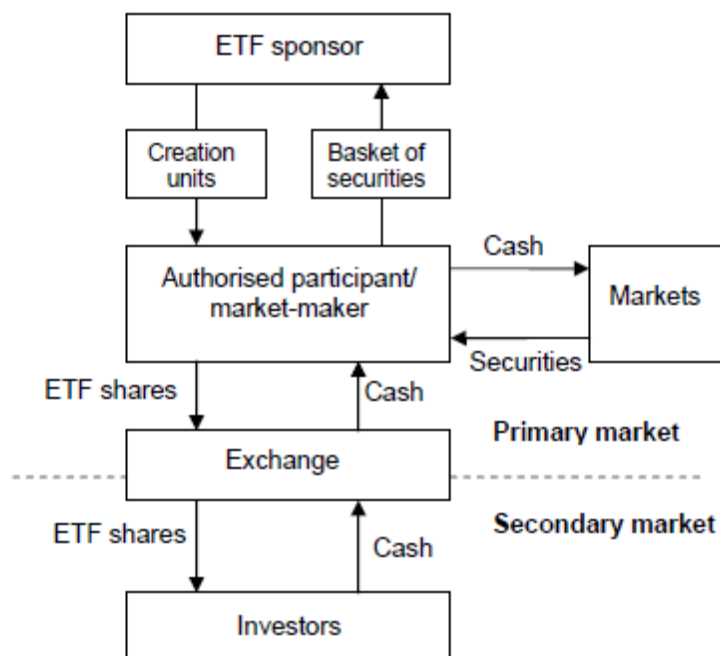 ETF sponsor
Creation
units
Basket of
securities
Authorised participant/
market-maker
Cash
Markets
Securities
ETF shares
Cash
Primary market
Exchange
Secondary market
ETF shares
Cash
Investors